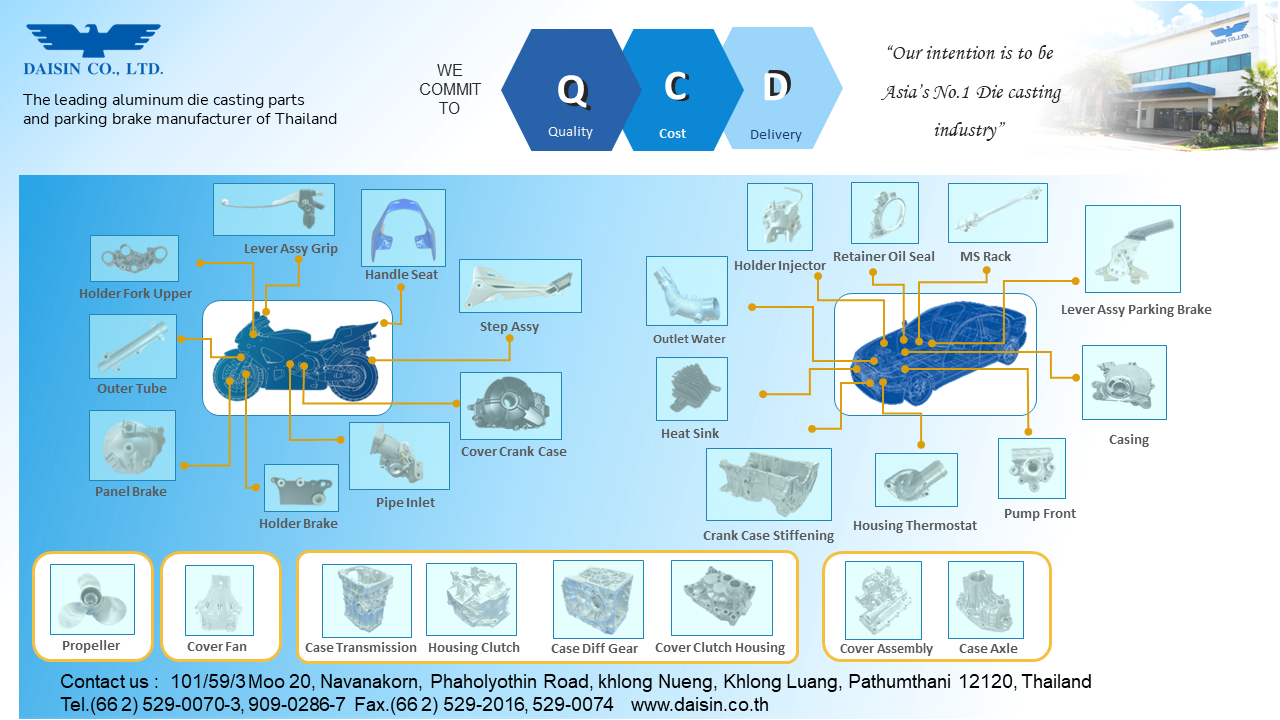 DAISIN CO., LTD.
The leading aluminum die casting parts
and parking brake manufacturer of Thailand
WE
COMMIT
TO
Q
Quality
C
Cost
D
Delivery
“Our intention is to be
Asia’s No.1 Die casting
industry”
DAISIN CO.,LTD.
Lever Assy Grip
Handle Seat
Holder Fork Upper
Step Assy
Outer Tube
Cover Crank Case
Panel Brake
Pipe Inlet
Holder Brake
Holder Injector
Retainer Oil Seal
MS Rack
Lever Assy Parking Brake
Outlet Water
Heat Sink
Casing
Crank Case Stiffening
Housing Thermostat
Pump Front
Propeller
Cover Fan
Case Transmission
Housing Clutch
Case Diff Gear
Cover Clutch Housing
Cover Assembly
Case Axle
Contact us : 101/59/3 Moo 20, Navanakorn, Phaholyothin Road, khlong Nueng, Khlong Luang, Pathumthani 12120, Thailand
Tel.(66 2) 529-0070-3, 909-0286-7 Fax.(66 2) 529-2016, 529-0074 www.daisin.co.th